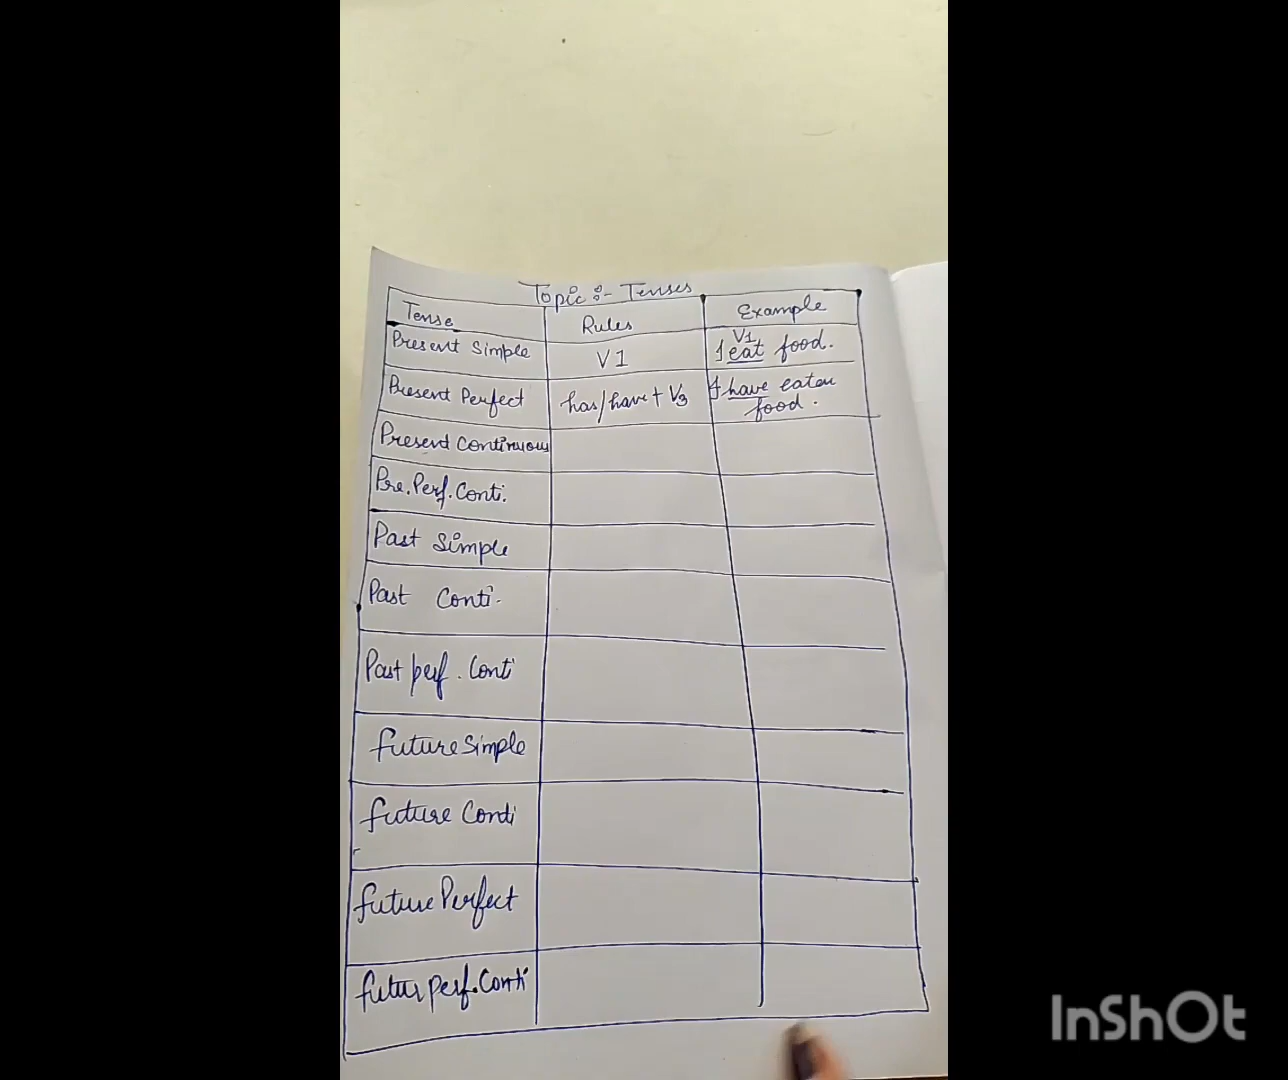 Topic :- Tenses
Tense Rules Example
Present Simple V1 V1 I eat food.
Present Perfect has/have + V3 I have eaten food.
Present Continuous
Pre. Perf. Conti.
Past Simple
Past Conti.
Past perf. Conti
future Simple
future Conti
future Perfect
futur perf. Conti
InShOt